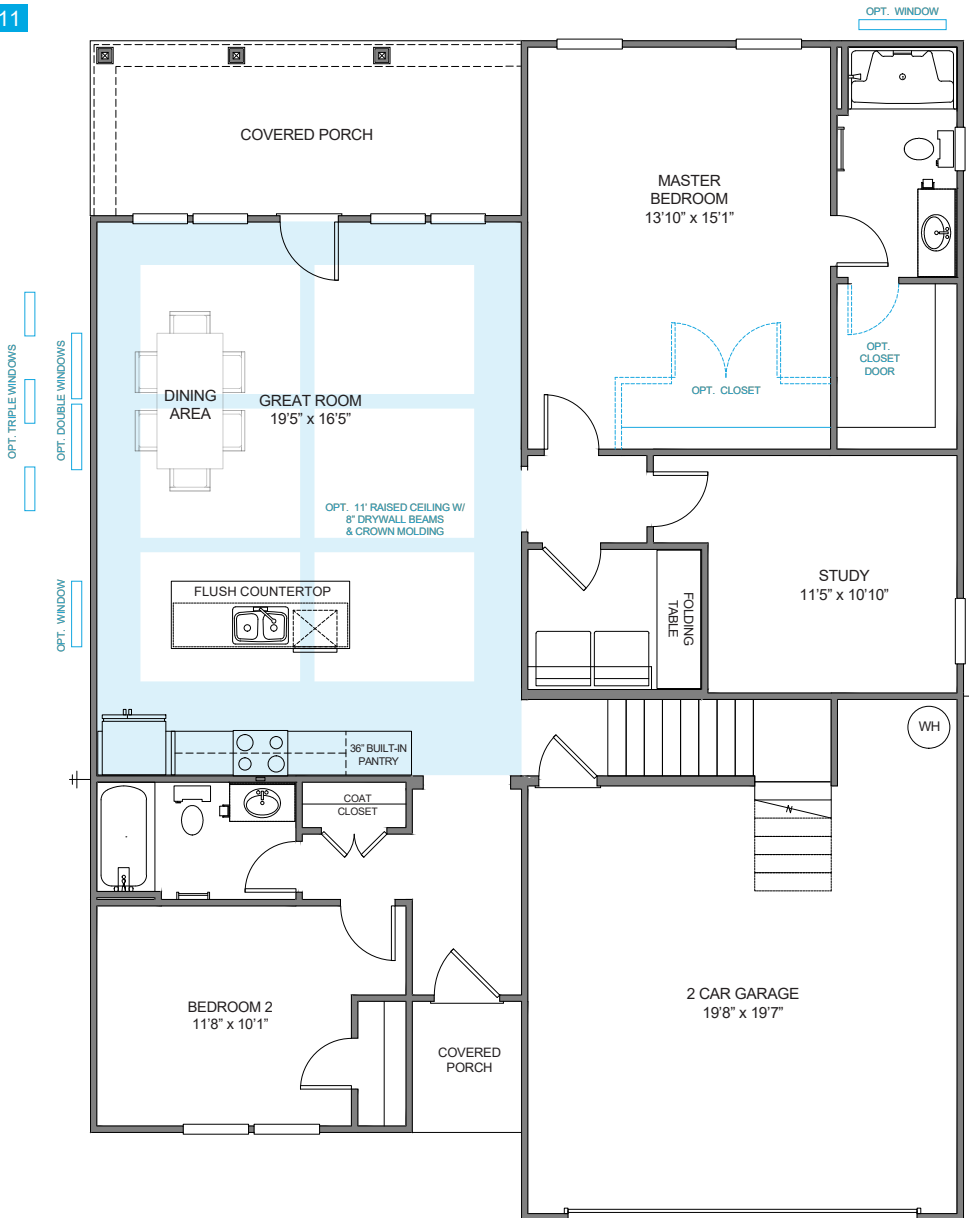 11
OPT. WINDOW
COVERED PORCH
MASTER
BEDROOM
13'10" x 15'1"
OPT. TRIPLE WINDOWS
OPT. DOUBLE WINDOWS
DINING
AREA
GREAT ROOM
19'5" x 16'5"
OPT. CLOSET
OPT.
CLOSET
DOOR
OPT. 11' RAISED CEILING W/
8" DRYWALL BEAMS
& CROWN MOLDING
OPT. WINDOW
FLUSH COUNTERTOP
FOLDING
TABLE
STUDY
11'5" x 10'10"
WH
36" BUILT-IN
PANTRY
COAT
CLOSET
N
BEDROOM 2
11'8" x 10'1"
2 CAR GARAGE
19'8" x 19'7"
COVERED
PORCH